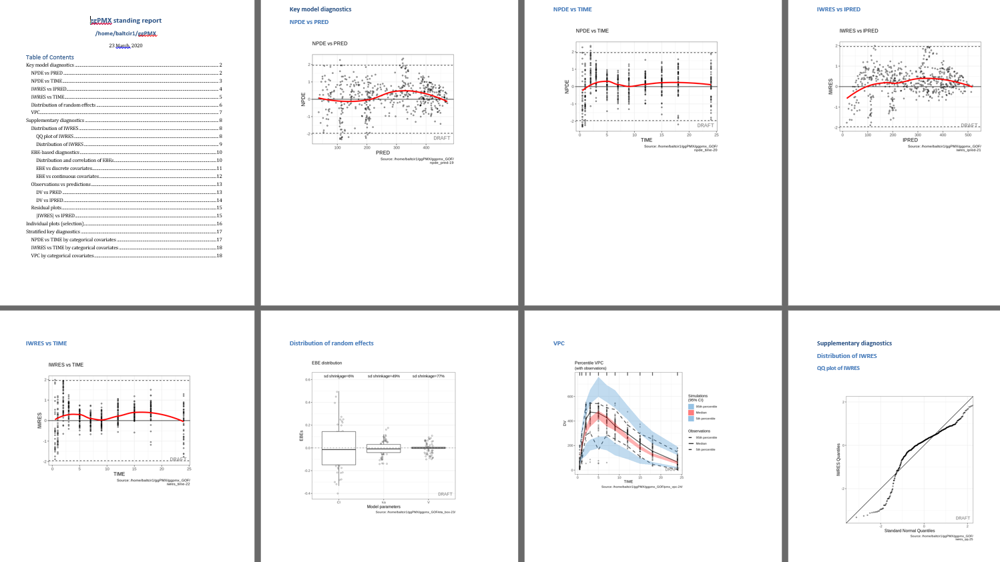 ggPMX standing report
/home/baltcir1/ggPMX
23 March, 2020
Table of Contents
Key model diagnostics 2
NPDE vs PRED 2
NPDE vs TIME 3
IWRES vs IPRED 4
IWRES vs TIME 5
Distribution of random effects 6
VPC 7
Supplementary diagnostics 8
Distribution of IWRES 8
QQ plot of IWRES 8
Distribution of IWRES 9
EBE-based diagnostics 10
Distribution and correlation of EBEs 10
EBE vs discrete covariates 11
EBE vs continuous covariates 12
Observations vs predictions 13
DV vs PRED 13
DV vs IPRED 14
Residual plots 15
|IWRES| vs IPRED 15
Individual plots (selection) 16
Stratified key diagnostics 17
NPDE vs TIME by categorical covariates 17
IWRES vs TIME by categorical covariates 18
VPC by categorical covariates 18
Key model diagnostics
NPDE vs PRED
NPDE vs PRED
2
1
0
-1
-2
NPDE
DRAFT
100 200 300 400
PRED
Source: /home/baltcir1/ggPMX/ggpmx_GOF/
npde_pred-19
NPDE vs TIME
NPDE vs TIME
2
1
0
-1
-2
NPDE
DRAFT
0 5 10 15 20 25
TIME
Source: /home/baltcir1/ggPMX/ggpmx_GOF/
npde_time-20
IWRES vs IPRED
IWRES vs IPRED
2
1
0
-1
-2
IWRES
DRAFT
0 100 200 300 400 500
IPRED
Source: /home/baltcir1/ggPMX/ggpmx_GOF/
iwres_ipred-21
IWRES vs TIME
IWRES vs TIME
2
1
0
-1
-2
IWRES
DRAFT
0 5 10 15 20 25
TIME
Source: /home/baltcir1/ggPMX/ggpmx_GOF/
iwres_time-22
Distribution of random effects
EBE distribution
sd shrinkage=6% sd shrinkage=49% sd shrinkage=77%
0.6
0.4
0.2
0.0
-0.2
-0.4
EBEs
DRAFT
Cl ka V
Model parameters
Source: /home/baltcir1/ggPMX/ggpmx_GOF/eta_box-23/
VPC
Percentile VPC
(with observations)
600
400
200
0
DV
DRAFT
0 5 10 15 20 25
TIME
Simulations
(95% CI)
95th percentile
Median
5th percentile
Observations
95th percentile
Median
5th percentile
Source: /home/baltcir1/ggPMX/ggpmx_GOF/pmx_vpc-24/
Supplementary diagnostics
Distribution of IWRES
QQ plot of IWRES
2
0
-2
IWRES Quantiles
DRAFT
-2 0 2
Standard Normal Quantiles
Source: /home/baltcir1/ggPMX/ggpmx_GOF/
iwres_qq-25